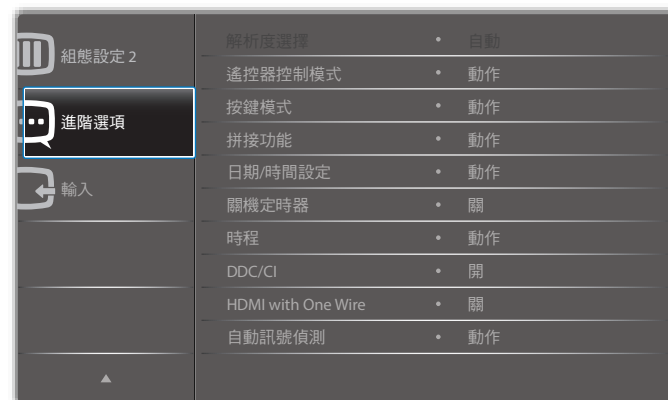 組態設定 2
進階選項
輸入
解析度選擇 • 自動
遙控器控制模式 • 動作
按鍵模式 • 動作
拼接功能 • 動作
日期/時間設定 • 動作
關機定時器 • 關
時程 • 動作
DDC/CI • 開
HDMI with One Wire • 關
自動訊號偵測 • 動作